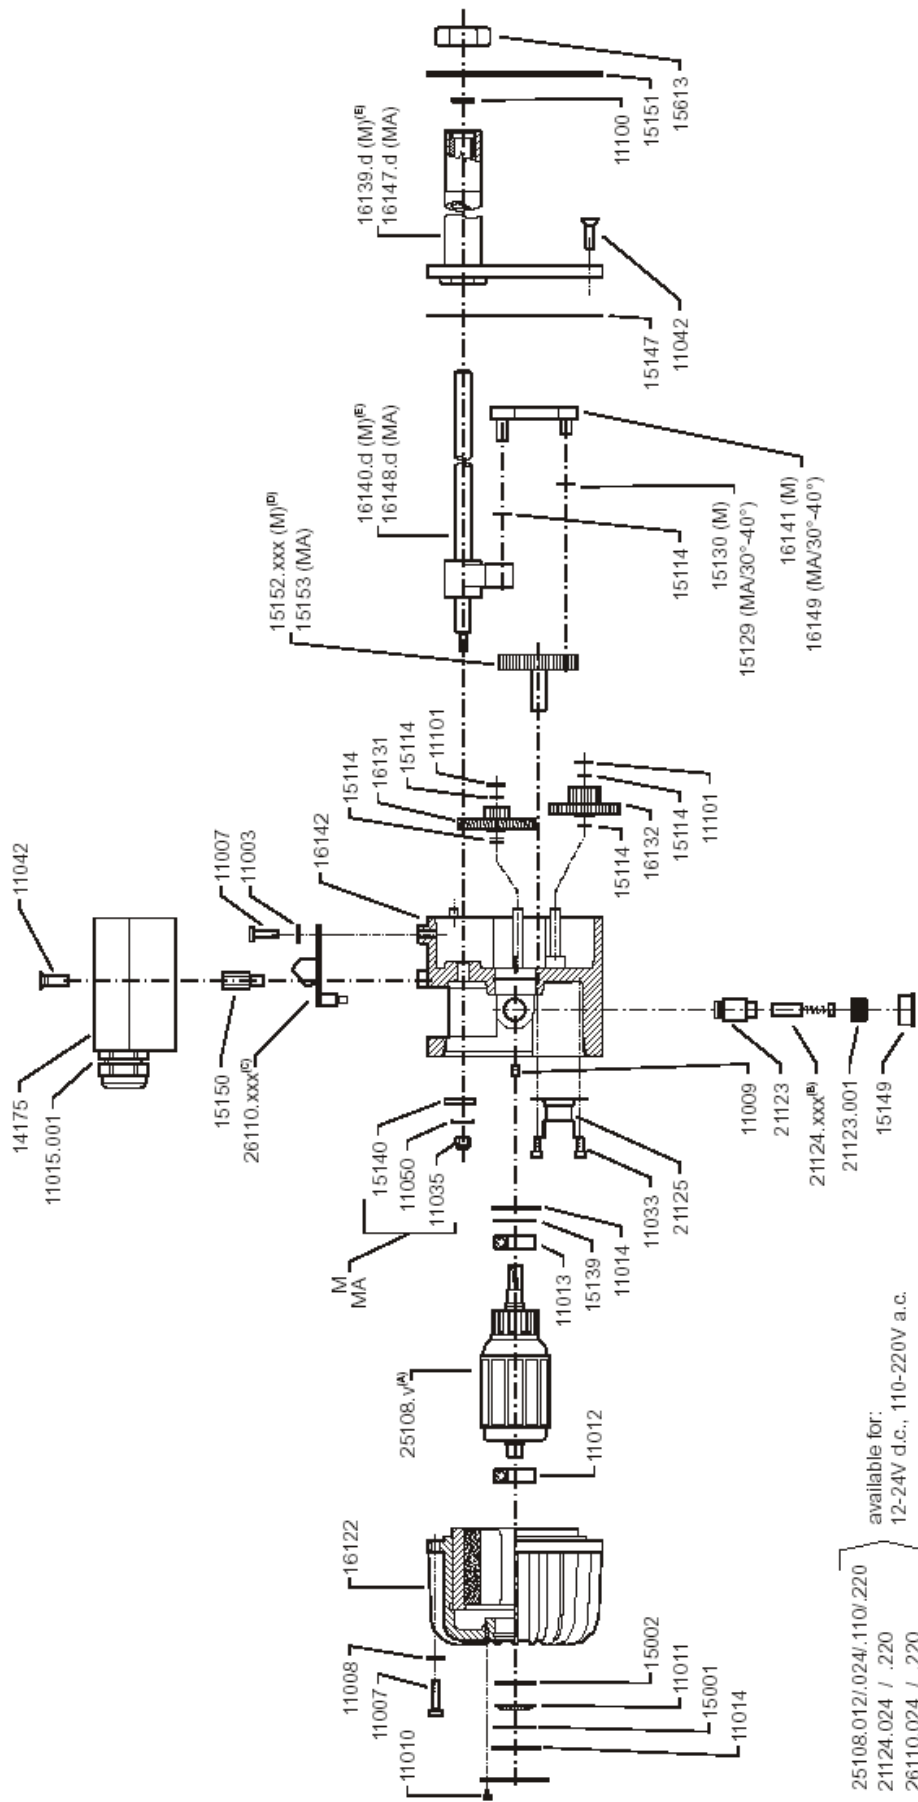 11042
14175
11015.001
11007
11003
15150
26110.xxx(C)
16142
15152.xxx (M)(D)
15153 (MA)
16140.d (M)(E)
16148.d (MA)
16139.d (M)(E)
16147.d (MA)
11100
15151
15613
15147
11042
15114
15130 (M)
15129 (MA/30°-40°)
16141 (M)
16149 (MA/30°-40°)
15114
16131
15114
11101
15114
16132
15114
11101
15140
11050
11035
M
MA
25108.v(A)
11012
11013
15139
11014
11033
21125
11009
21123
21124.xxx(B)
21123.001
15149
16122
11008
11007
11010
15002
11011
15001
11014
25108.012/.024/.110/.220
21124.024 / .220
26110.024 / .220
available for:
12-24V d.c., 110-220V a.c.